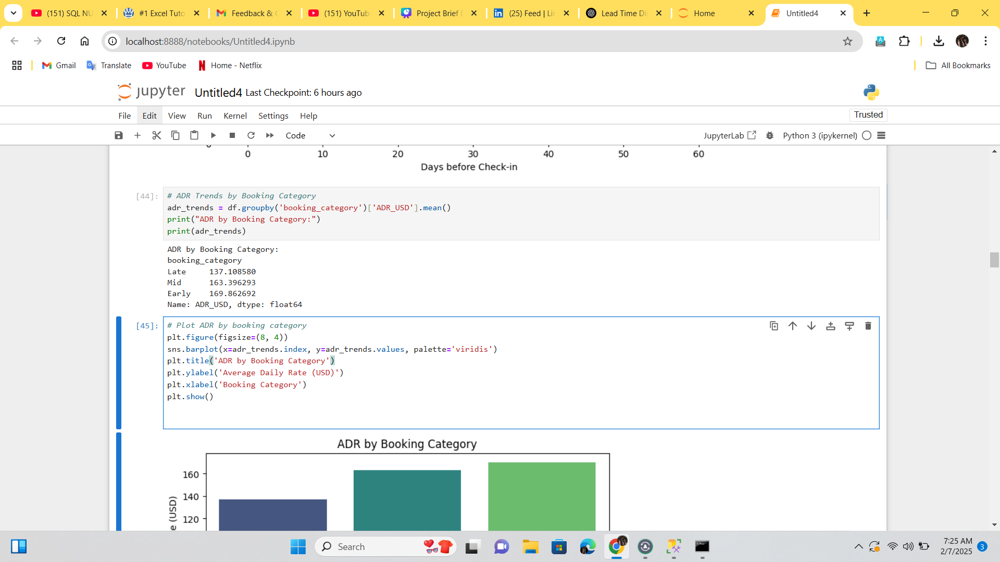 (151) SQL NU
#1 Excel Tuto
Feedback & C
(151) YouTub
Project Brief D
(25) Feed | Lin
Lead Time Dis
Home
Untitled4
localhost:8888/notebooks/Untitled4.ipynb
Gmail
Translate
YouTube
Home - Netflix
All Bookmarks
jupyter Untitled4 Last Checkpoint: 6 hours ago
File Edit View Run Kernel Settings Help
Trusted
Code
JupyterLab
Python 3 (ipykernel)
0 10 20 30 40 50 60
Days before Check-in
[44]:
# ADR Trends by Booking Category
adr_trends = df.groupby('booking_category')['ADR_USD'].mean()
print("ADR by Booking Category:")
print(adr_trends)
ADR by Booking Category:
booking_category
Late     137.108580
Mid      163.396293
Early    169.862692
Name: ADR_USD, dtype: float64
[45]:
# Plot ADR by booking category
plt.figure(figsize=(8, 4))
sns.barplot(x=adr_trends.index, y=adr_trends.values, palette='viridis')
plt.title('ADR by Booking Category')
plt.ylabel('Average Daily Rate (USD)')
plt.xlabel('Booking Category')
plt.show()
ADR by Booking Category
160
140
120
e (USD)
Search
7:25 AM
2/7/2025
3